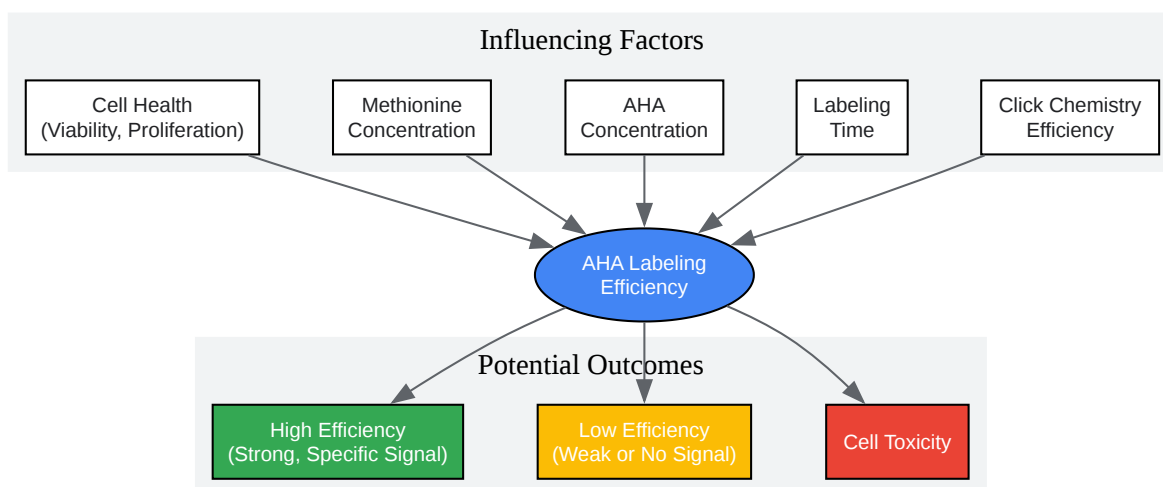 Influencing Factors
Cell Health
(Viability, Proliferation)
Methionine
Concentration
AHA
Concentration
Labeling
Time
Click Chemistry
Efficiency
AHA Labeling
Efficiency
Potential Outcomes
High Efficiency
(Strong, Specific Signal)
Low Efficiency
(Weak or No Signal)
Cell Toxicity